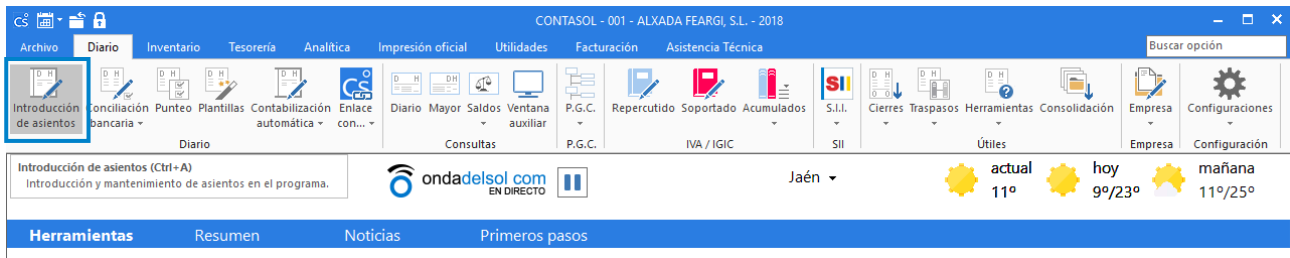 CS
CONTASOL - 001 - ALXADA FEARGI, S.L. - 2018
Archivo Diario Inventario Tesorería Analítica Impresión oficial Utilidades Facturación Asistencia Técnica Buscar opción
Introducción Conciliación Punteo Plantillas Contabilización Enlace Diario Mayor Saldos Ventana P.G.C. Repercutido Soportado Acumulados S.I.I. Cierres Traspasos Herramientas Consolidación Empresa Configuraciones
de asientos bancaria automática con... auxiliar
Diario Consultas P.G.C. IVA / IGIC SII Útiles Empresa Configuración
Introducción de asientos (Ctrl+A)
Introducción y mantenimiento de asientos en el programa.
ondadelsol com
EN DIRECTO
Jaén
actual hoy mañana
11º 9º/23º 11º/25º
Herramientas Resumen Noticias Primeros pasos